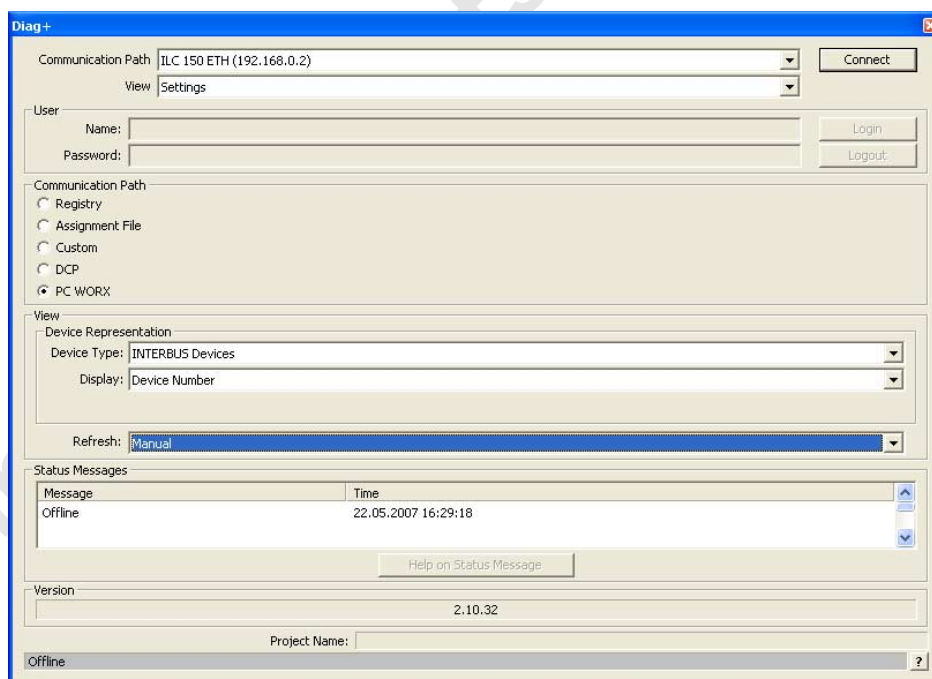 Diag+
Communication Path ILC 150 ETH (192.168.0.2) Connect
View Settings
User
Name: Login
Password: Logout
Communication Path
Registry
Assignment File
Custom
DCP
PC WORX
View
Device Representation
Device Type: INTERBUS Devices
Display: Device Number
Refresh: Manual
Status Messages
Message Time
Offline 22.05.2007 16:29:18
Help on Status Message
Version
2.10.32
Project Name:
Offline ?